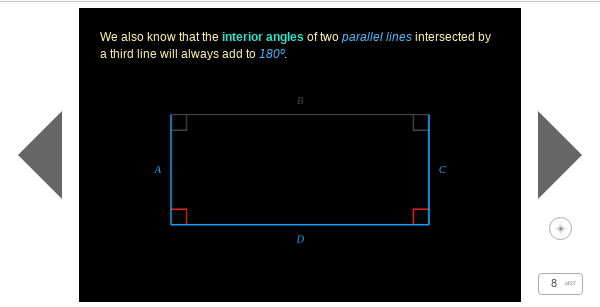 We also know that the interior angles of two parallel lines intersected by
a third line will always add to 180º.
B
A
C
D
8 of 27